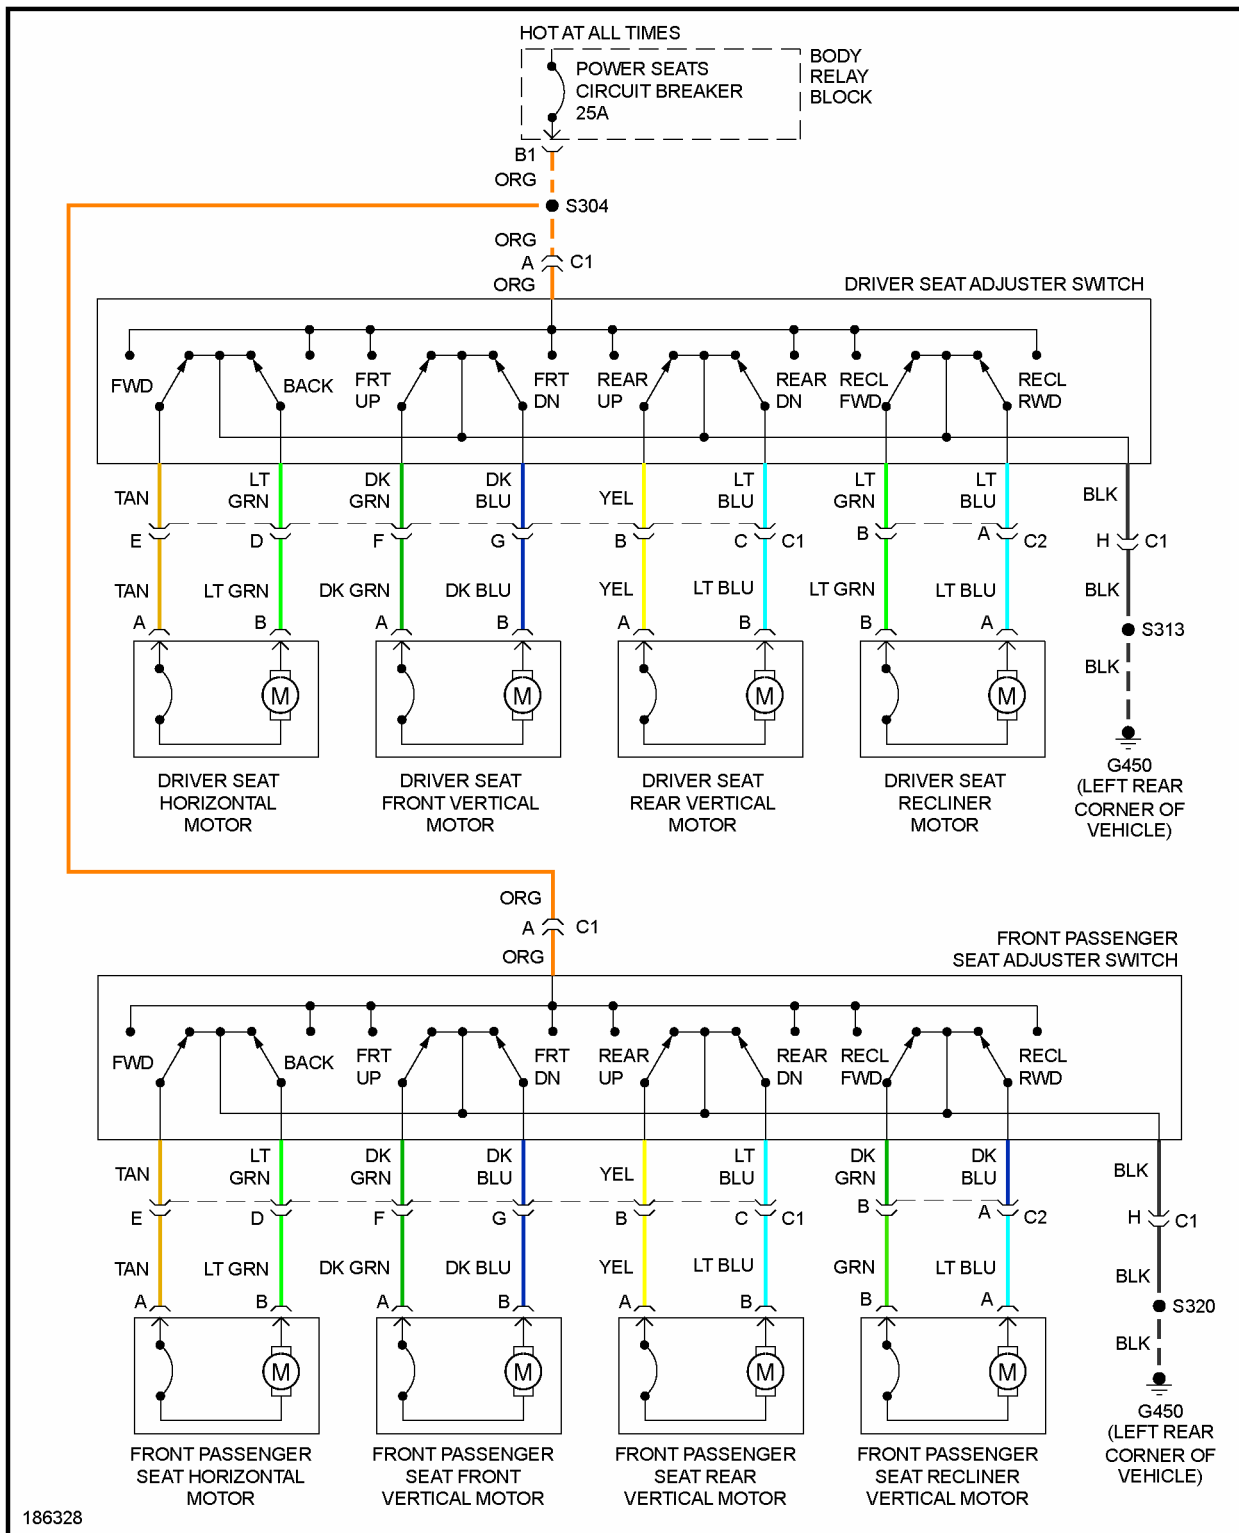 HOT AT ALL TIMES
POWER SEATS
CIRCUIT BREAKER
25A
BODY
RELAY
BLOCK
B1
ORG
S304
ORG
A C1
ORG
DRIVER SEAT ADJUSTER SWITCH
FWD
BACK
FRT
UP
FRT
DN
REAR
UP
REAR
DN
RECL
FWD
RECL
RWD
TAN
LT
GRN
DK
GRN
DK
BLU
YEL
LT
BLU
LT
GRN
LT
BLU
BLK
E D F G B C C1 B A C2 H C1
TAN LT GRN DK GRN DK BLU YEL LT BLU LT GRN LT BLU BLK
A B A B A B B A
S313
BLK
M M M M
DRIVER SEAT
HORIZONTAL
MOTOR
DRIVER SEAT
FRONT VERTICAL
MOTOR
DRIVER SEAT
REAR VERTICAL
MOTOR
DRIVER SEAT
RECLINER
MOTOR
G450
(LEFT REAR
CORNER OF
VEHICLE)
ORG
A C1
ORG
FRONT PASSENGER
SEAT ADJUSTER SWITCH
FWD
BACK
FRT
UP
FRT
DN
REAR
UP
REAR
DN
RECL
FWD
RECL
RWD
TAN
LT
GRN
DK
GRN
DK
BLU
YEL
LT
BLU
DK
GRN
DK
BLU
BLK
E D F G B C C1 B A C2 H C1
TAN LT GRN DK GRN DK BLU YEL LT BLU GRN LT BLU BLK
A B A B A B B A
S320
BLK
M M M M
FRONT PASSENGER
SEAT HORIZONTAL
MOTOR
FRONT PASSENGER
SEAT FRONT
VERTICAL MOTOR
FRONT PASSENGER
SEAT REAR
VERTICAL MOTOR
FRONT PASSENGER
SEAT RECLINER
VERTICAL MOTOR
G450
(LEFT REAR
CORNER OF
VEHICLE)
186328